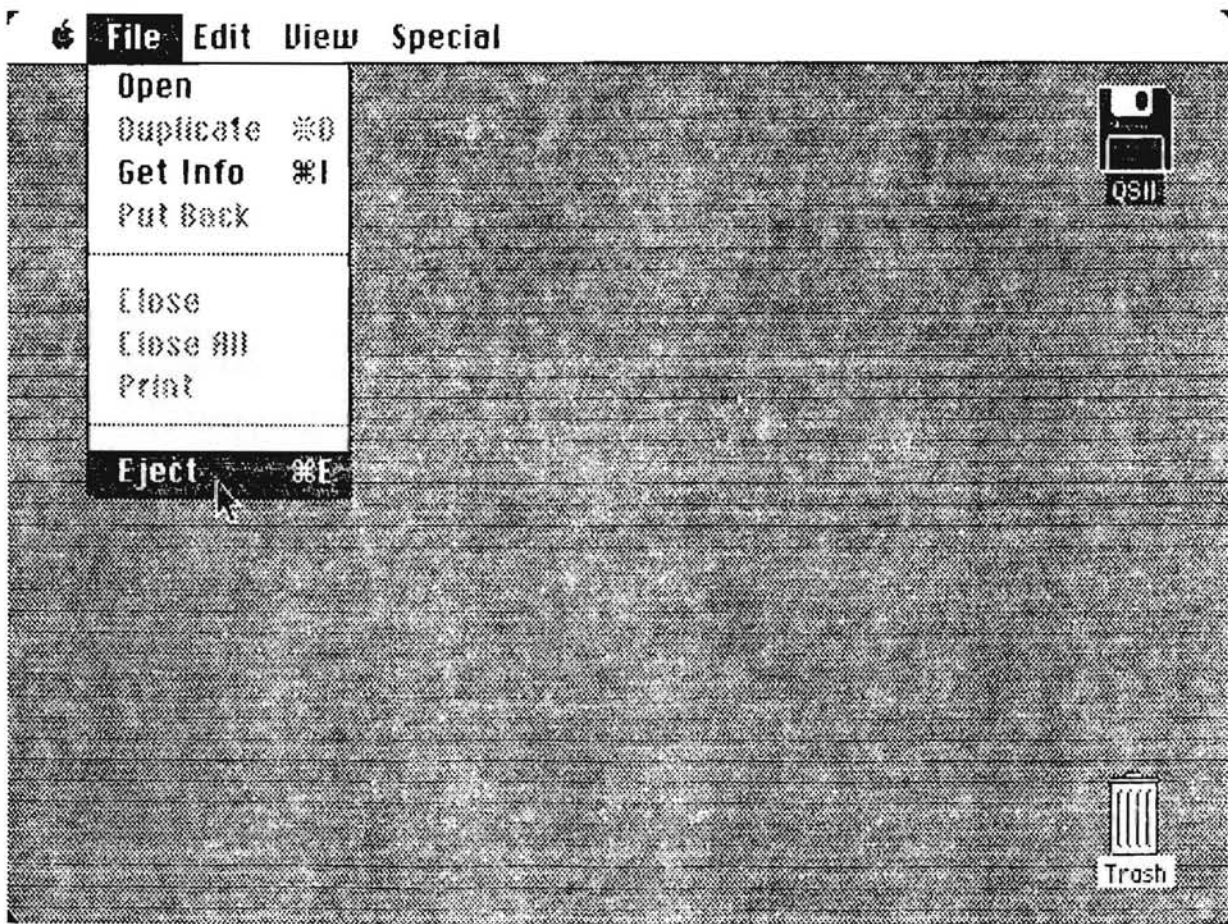 File Edit View Special
Open
Duplicate ⌘D
Get Info ⌘I
Put Back
Close
Close All
Print
Eject ⌘E
QSII
Trash